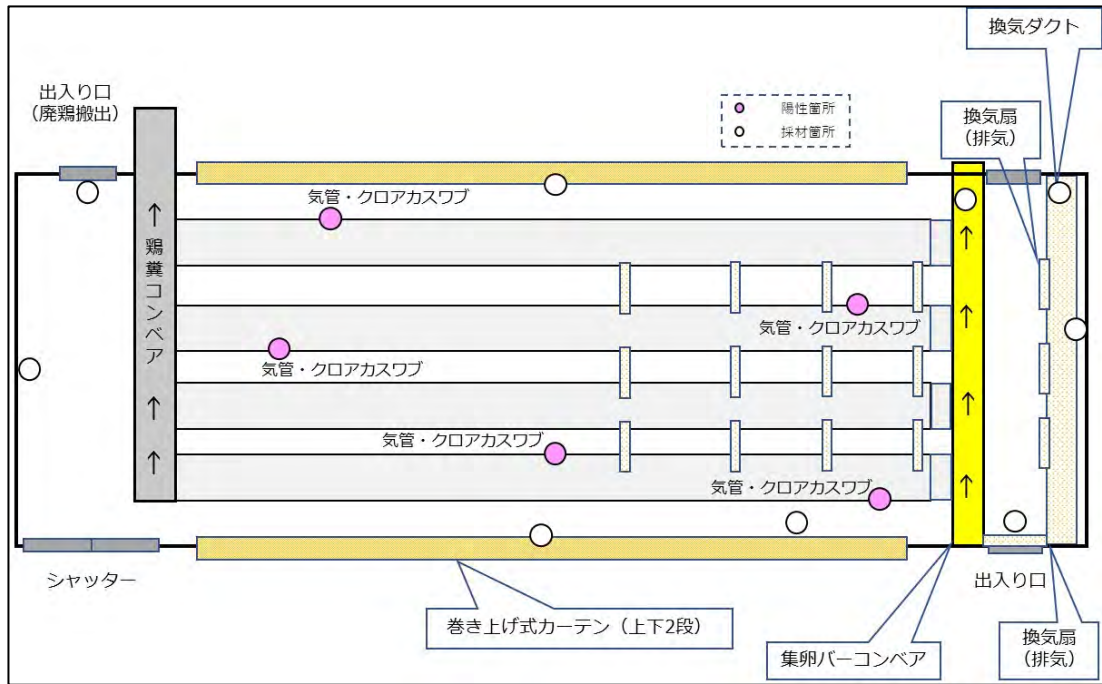 換気ダクト
出入り口
（廃鶏搬出）
陽性箇所
採材箇所
換気扇
（排気）
気管・クロアカスワブ
↑
鶏糞コンベア
↑
↑
↑
↑
↑
↑
気管・クロアカスワブ
気管・クロアカスワブ
気管・クロアカスワブ
気管・クロアカスワブ
シャッター
出入り口
巻き上げ式カーテン（上下2段）
集卵バーコンベア
換気扇
（排気）